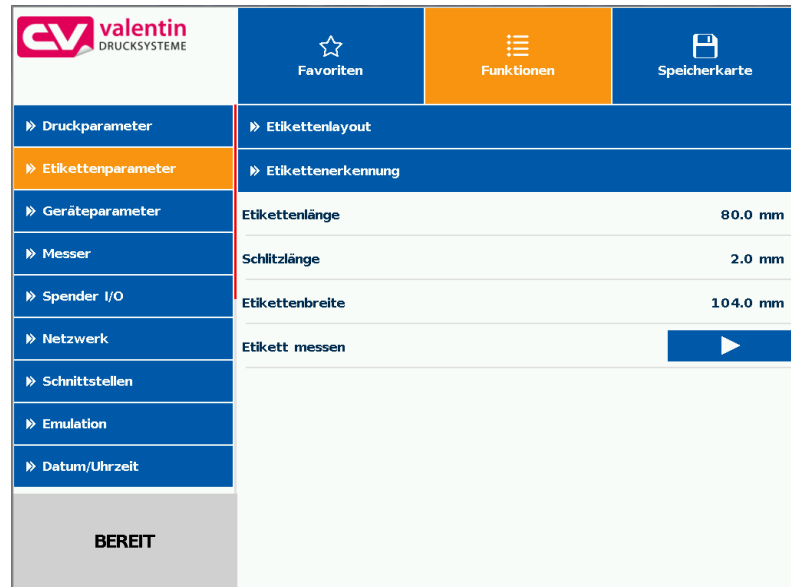 valentin
DRUCKSYSTEME
Favoriten
Funktionen
Speicherkarte
Druckparameter
Etikettenparameter
Geräteparameter
Messer
Spender I/O
Netzwerk
Schnittstellen
Emulation
Datum/Uhrzeit
BEREIT
Etikettenlayout
Etikettenerkennung
Etikettenlänge 80.0 mm
Schlitzlänge 2.0 mm
Etikettenbreite 104.0 mm
Etikett messen